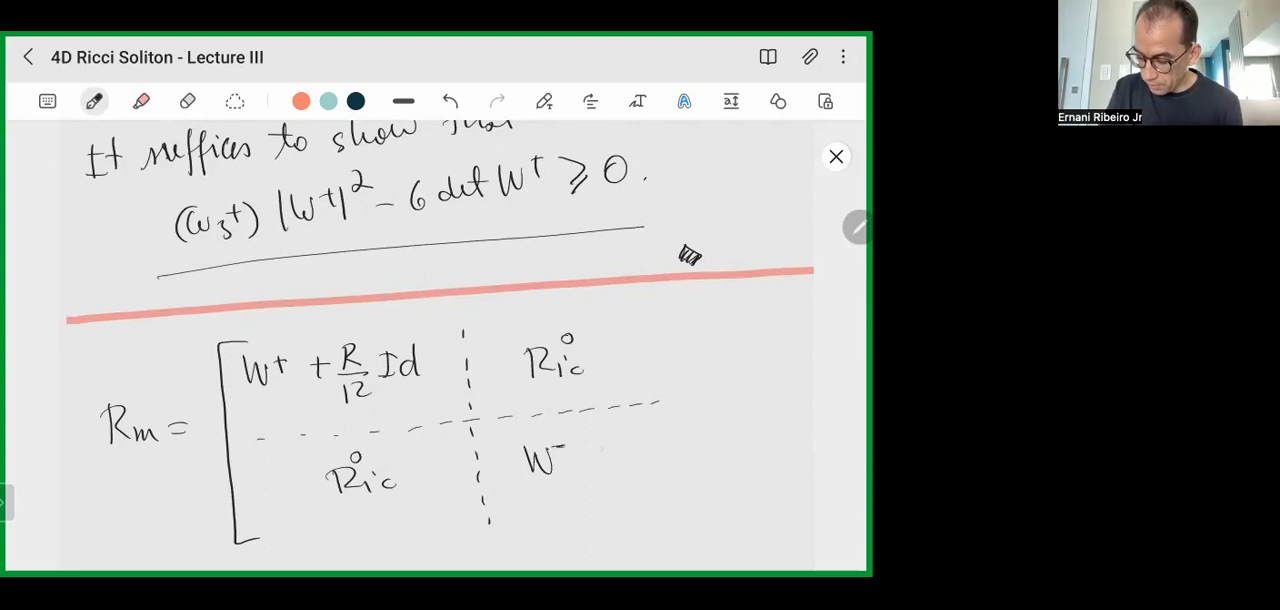 4D Ricci Soliton - Lecture III
It suffices to show that
(ω₃⁺) |W⁺|² - 6 det W⁺ ⩾ 0.
Rm = [ W⁺ + R/12 Id | R°ic
R°ic | W⁻
Ernani Ribeiro Jr